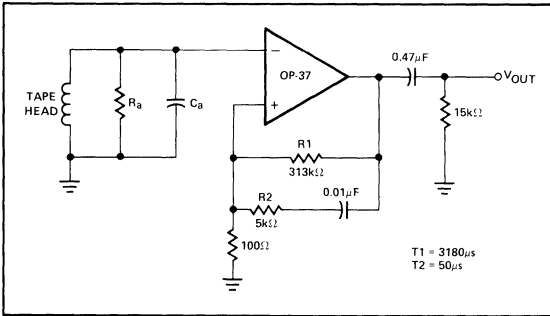 0.47µF
−
OP-37
+
VOUT
TAPE
HEAD
Ra
Ca
15kΩ
R1
313kΩ
R2
0.01µF
5kΩ
100Ω
T1 = 3180µs
T2 = 50µs